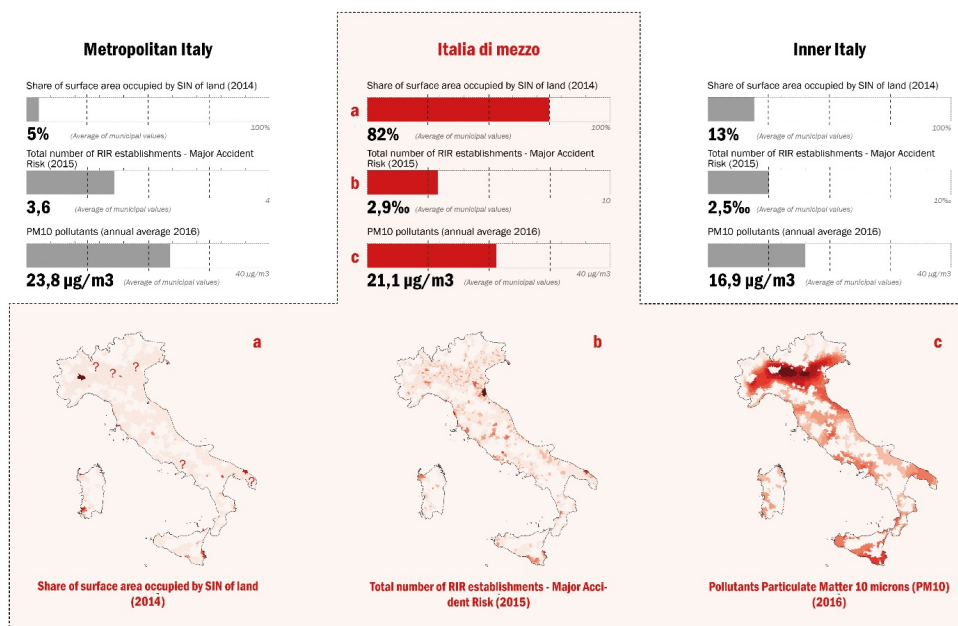 Metropolitan Italy
Share of surface area occupied by SIN of land (2014)
100%
5% (Average of municipal values)
Total number of RIR establishments - Major Accident
Risk (2015)
4
3,6 (Average of municipal values)
PM10 pollutants (annual average 2016)
40 µg/m3
23,8 µg/m3 (Average of municipal values)
Italia di mezzo
Share of surface area occupied by SIN of land (2014)
a
100%
82% (Average of municipal values)
Total number of RIR establishments - Major Accident
Risk (2015)
b
10
2,9‰ (Average of municipal values)
PM10 pollutants (annual average 2016)
c
40 µg/m3
21,1 µg/m3 (Average of municipal values)
Inner Italy
Share of surface area occupied by SIN of land (2014)
100%
13% (Average of municipal values)
Total number of RIR establishments - Major Accident
Risk (2015)
10‰
2,5‰ (Average of municipal values)
PM10 pollutants (annual average 2016)
40 µg/m3
16,9 µg/m3 (Average of municipal values)
a
? ? ?
?
?
Share of surface area occupied by SIN of land
(2014)
b
Total number of RIR establishments - Major Acci-
dent Risk (2015)
c
Pollutants Particulate Matter 10 microns (PM10)
(2016)